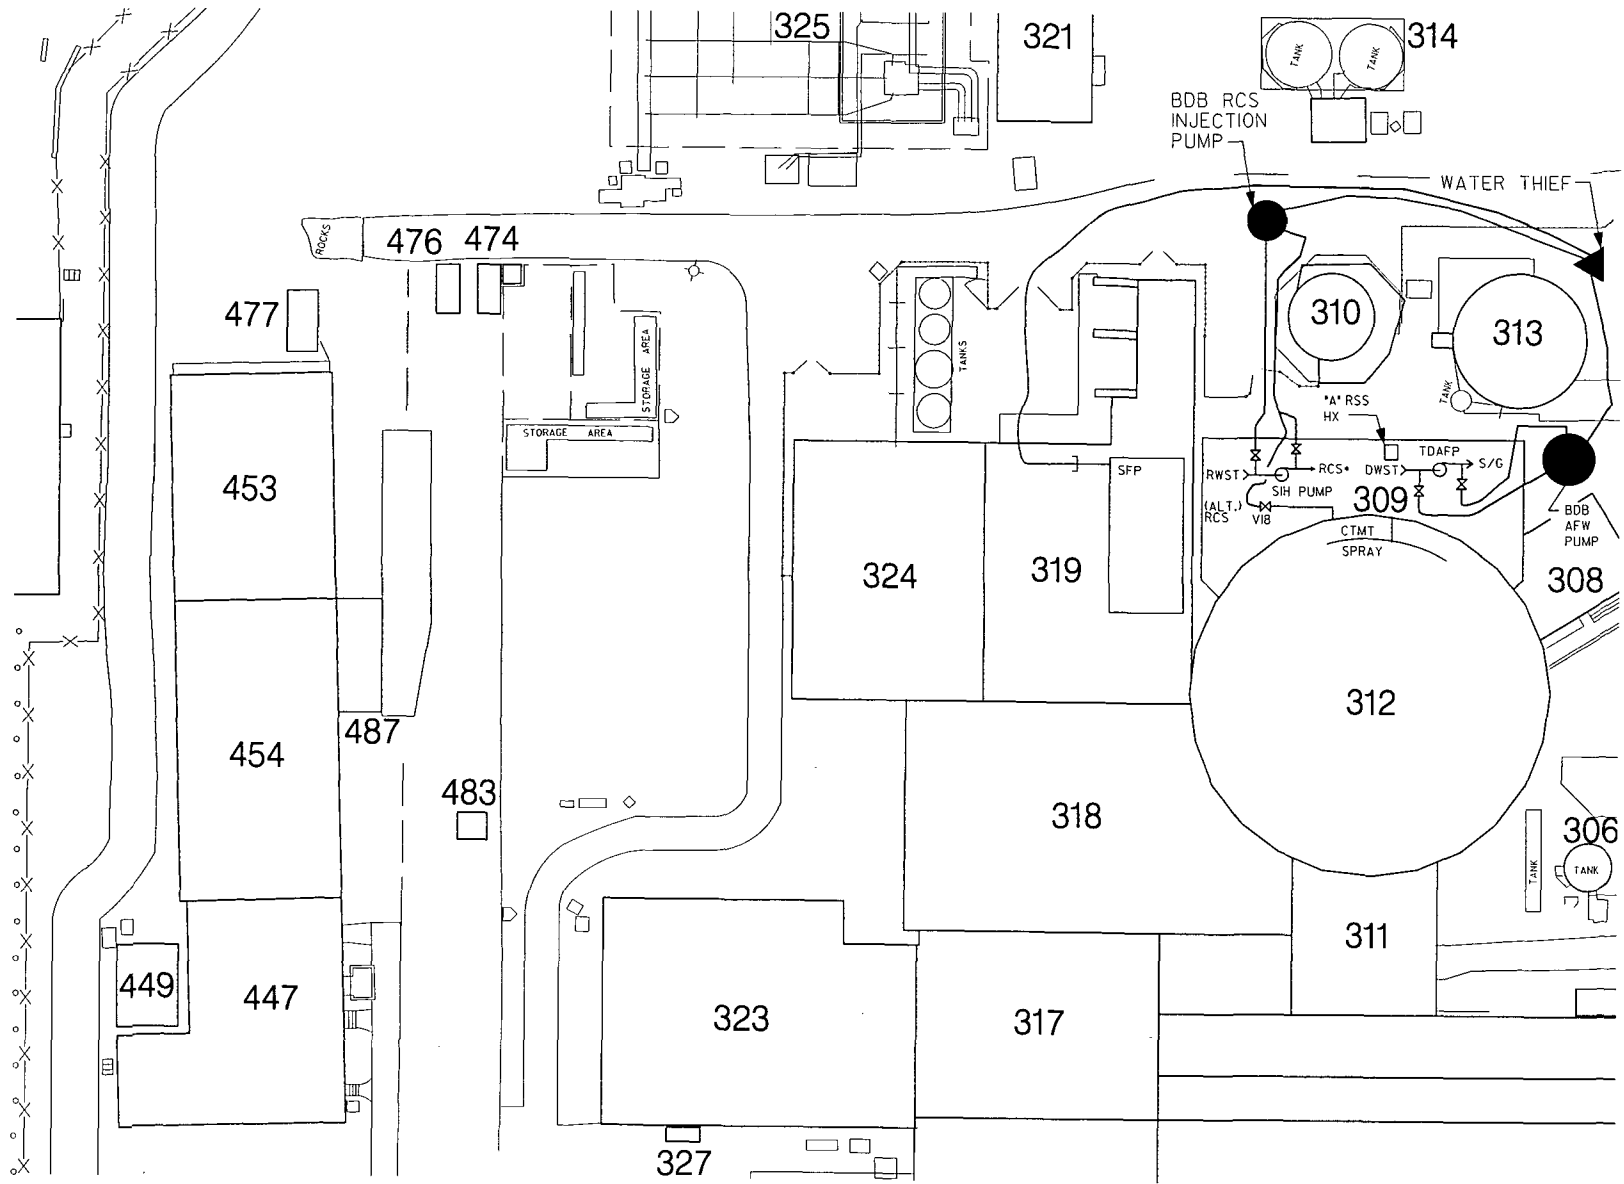 325
321
TANK
TANK
314
BDB RCS
INJECTION
PUMP
WATER THIEF
ROCKS
476
474
477
310
313
STORAGE AREA
TANKS
TANK
"A" RSS
HX
STORAGE AREA
453
SFP
RWST
RCS
SIH PUMP
(ALT.)
RCS
V18
DWST
TDAFP
S/G
309
CTMT
SPRAY
BDB
AFW
PUMP
324
319
308
312
454
487
483
318
306
TANK
TANK
311
449
447
323
317
327